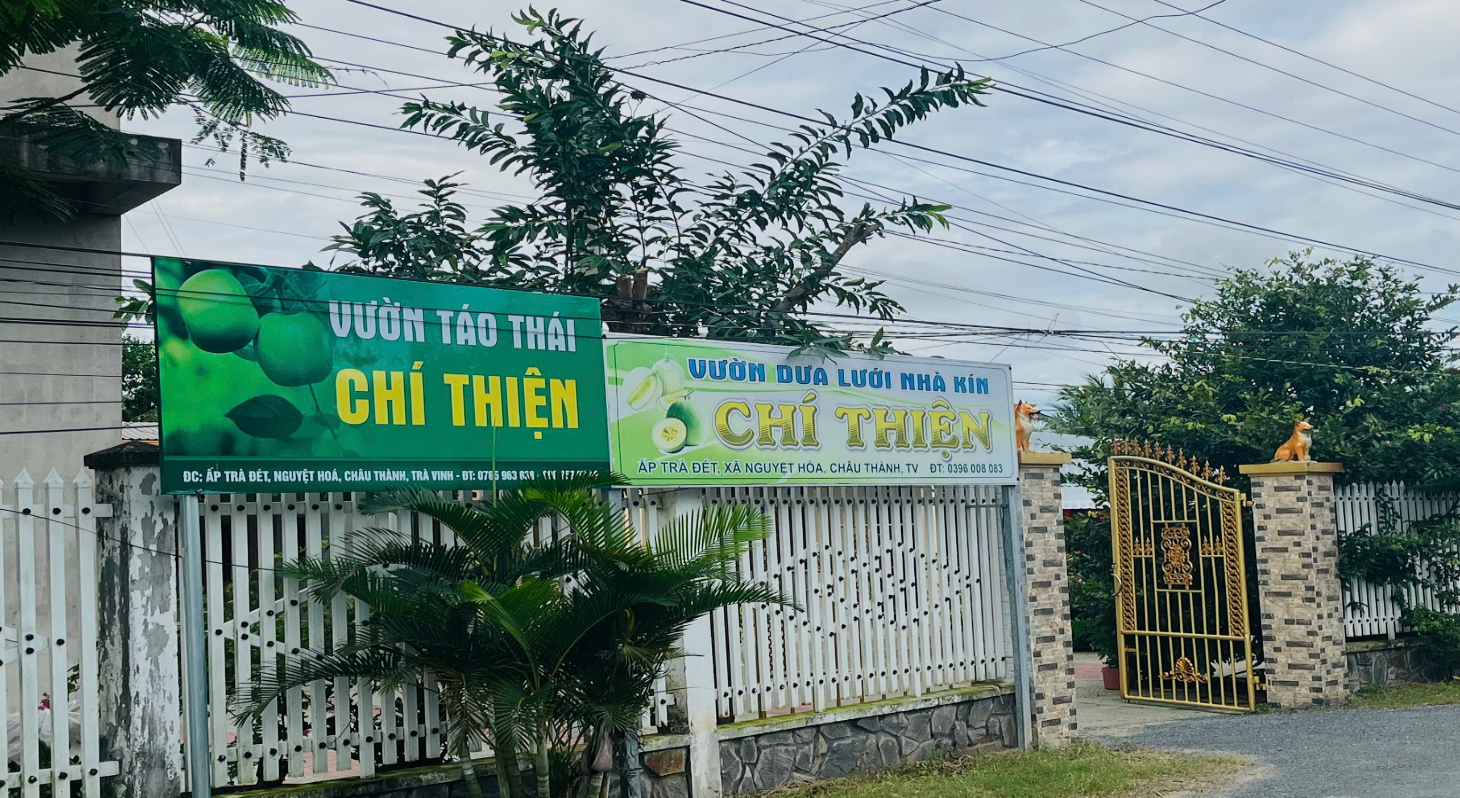 VƯỜN TÁO THÁI
CHÍ THIỆN
ĐC: ẤP TRÀ ĐÉT, NGUYỆT HOÁ, CHÂU THÀNH, TRÀ VINH - ĐT:
VƯỜN DƯA LƯỚI NHÀ KÍN
CHÍ THIỆN
ẤP TRÀ ĐÉT, XÃ NGUYỆT HÓA, CHÂU THÀNH, TV ĐT: 0396 008 083